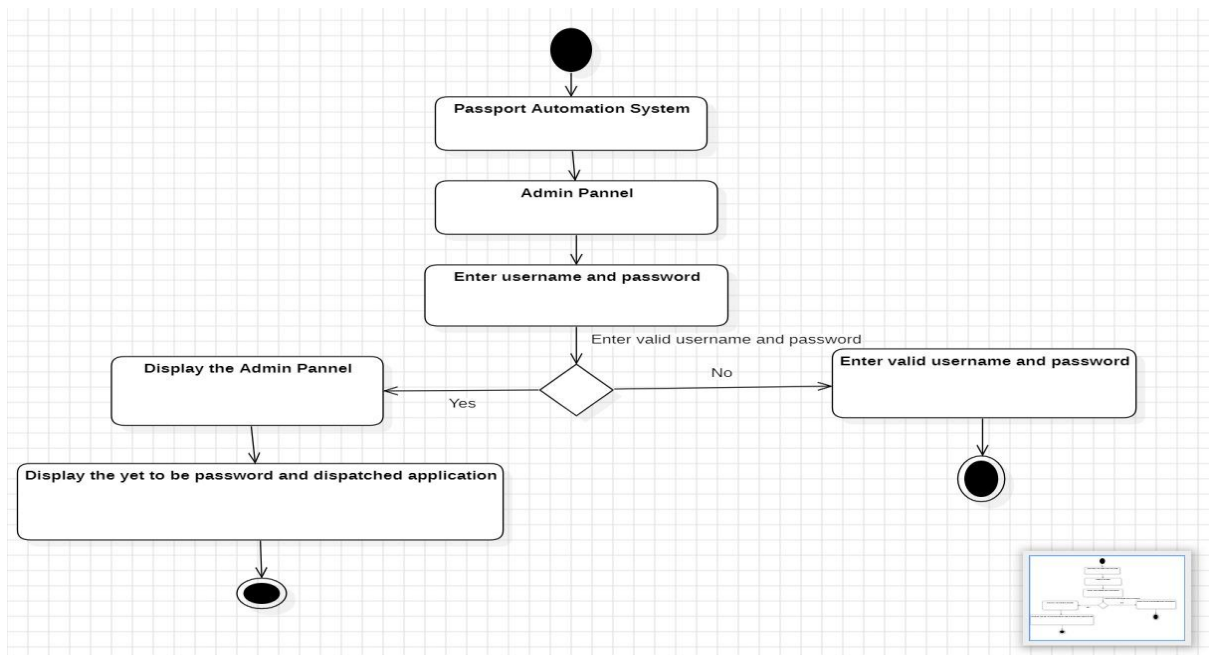 Passport Automation System
Admin Pannel
Enter username and password
Enter valid username and password
Display the Admin Pannel
Enter valid username and password
No
Yes
Display the yet to be password and dispatched application